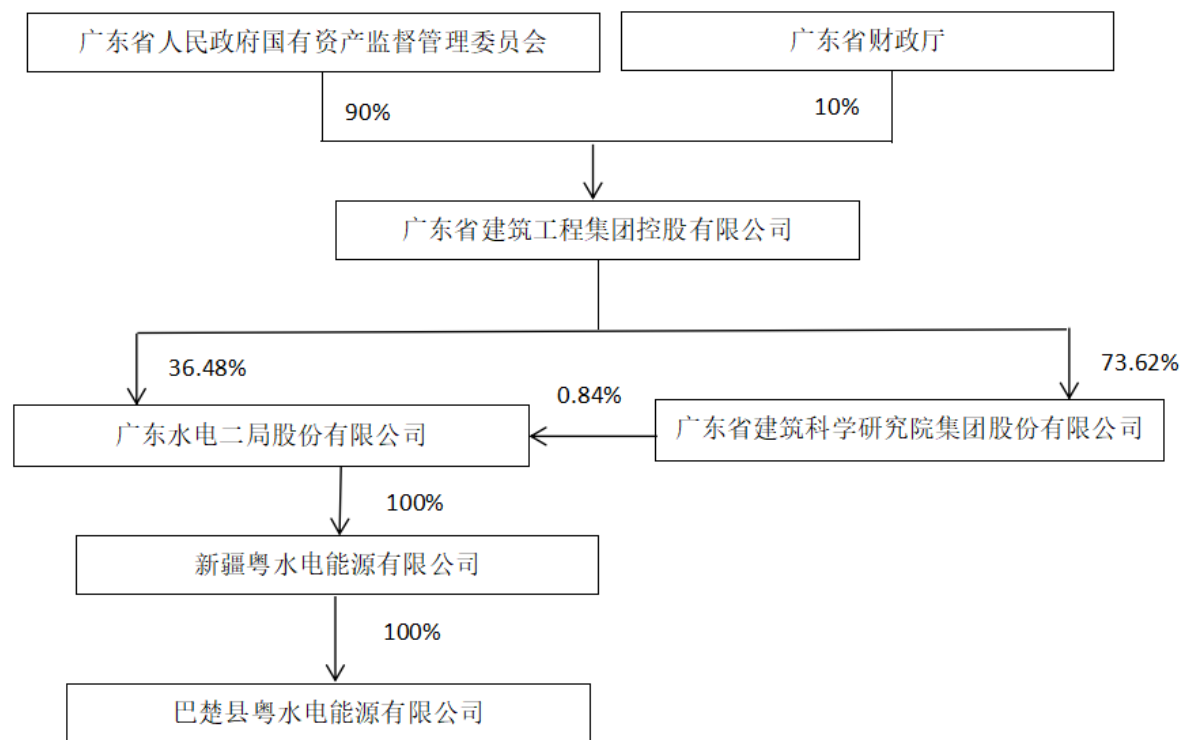 广东省人民政府国有资产监督管理委员会
广东省财政厅
90%
10%
广东省建筑工程集团控股有限公司
36.48%
73.62%
0.84%
广东水电二局股份有限公司
广东省建筑科学研究院集团股份有限公司
100%
新疆粤水电能源有限公司
100%
巴楚县粤水电能源有限公司